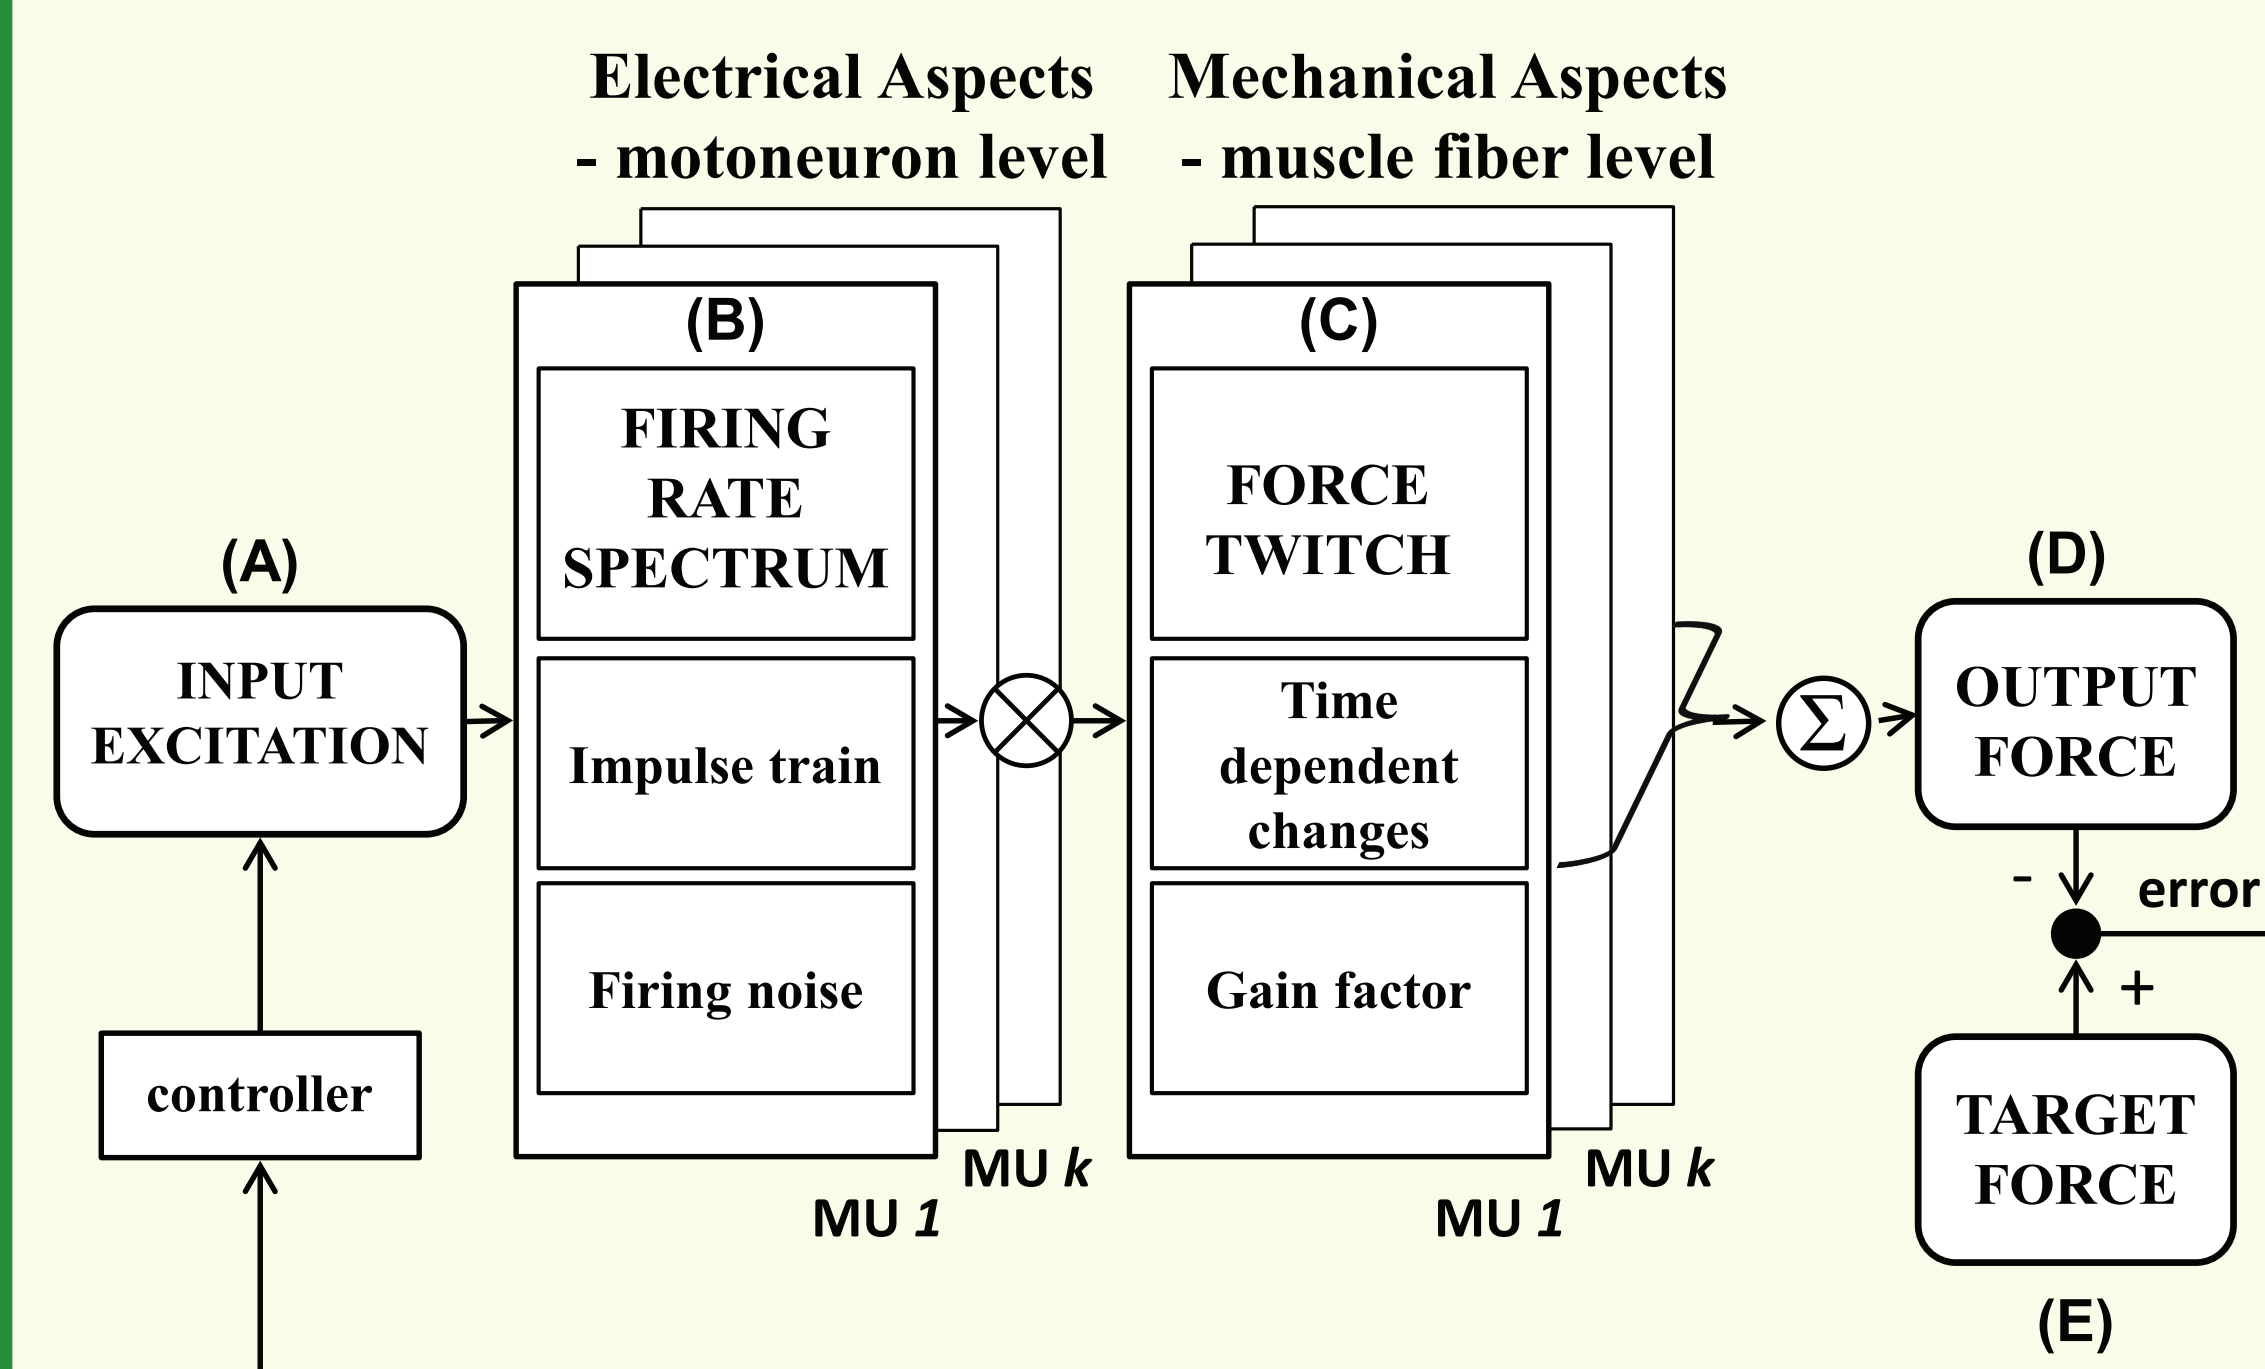 Electrical Aspects
- motoneuron level
Mechanical Aspects
- muscle fiber level
(A)
INPUT
EXCITATION
controller
(B)
FIRING
RATE
SPECTRUM
Impulse train
Firing noise
MU 1
MU k
(C)
FORCE
TWITCH
Time
dependent
changes
Gain factor
MU 1
MU k
Σ
(D)
OUTPUT
FORCE
-
error
+
TARGET
FORCE
(E)